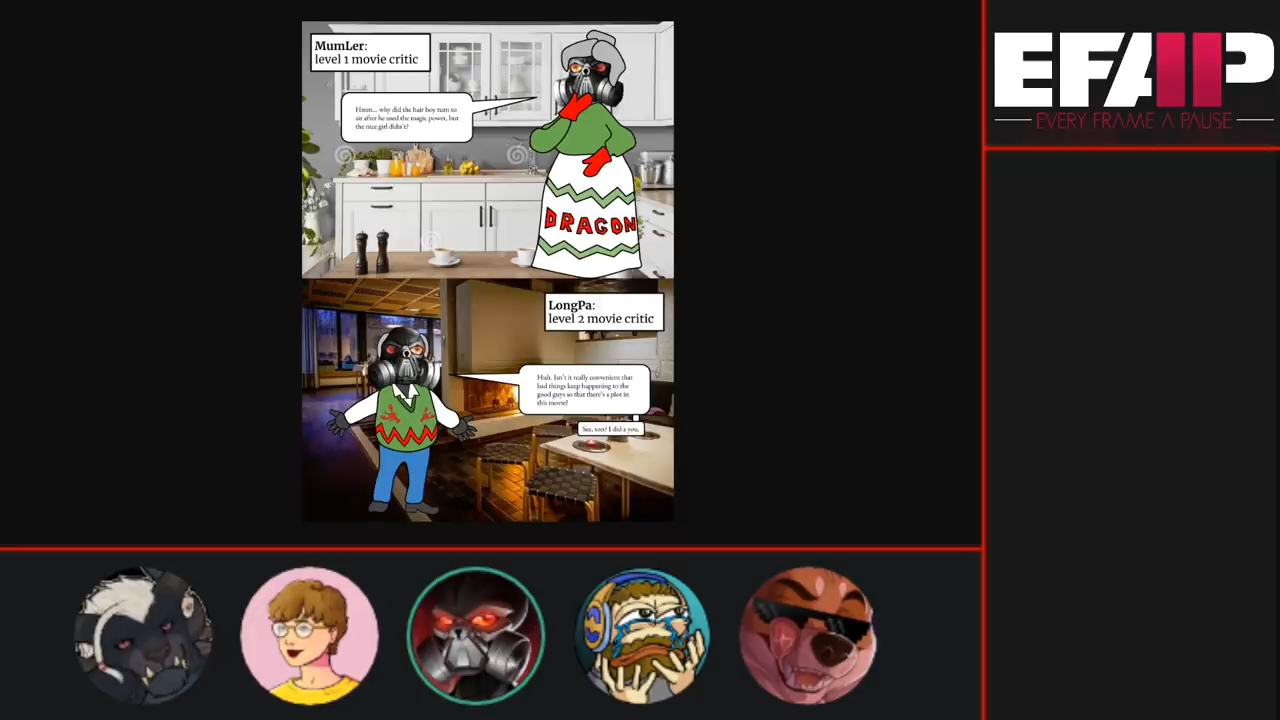 MumLer:
level 1 movie critic
Hmm... why did the hair boy turn to
air after he used the magic power, but
the nice girl didn't?
DRAGON
LongPa:
level 2 movie critic
Huh. Isn't it really convenient that
bad things keep happening to the
good guys so that there's a plot in
this movie?
See, son? I did a you.
EFAP
EVERY FRAME A PAUSE